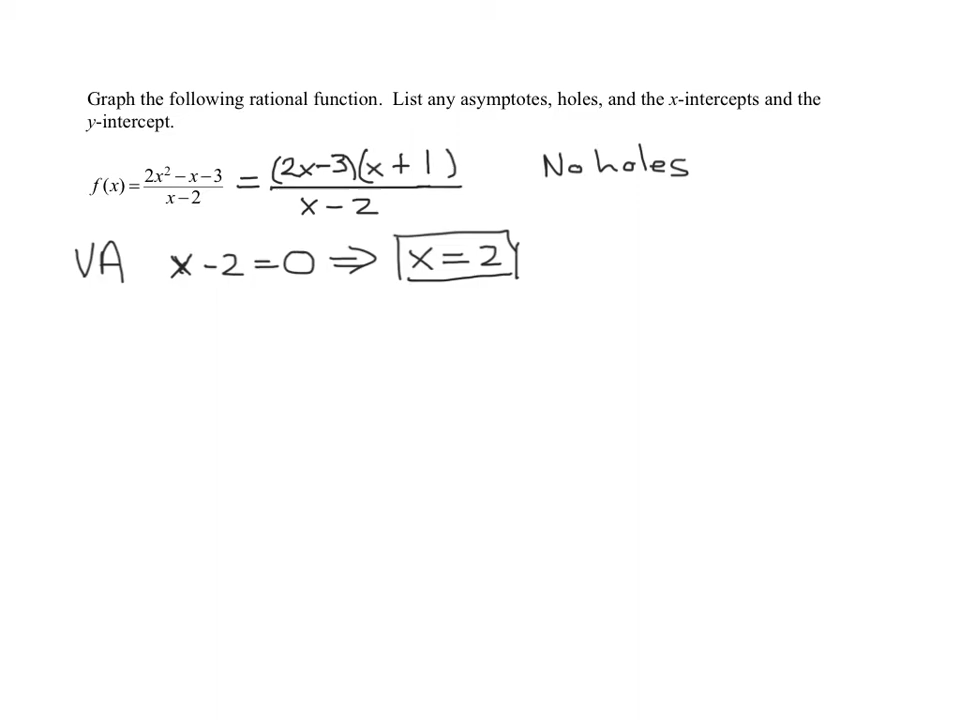 Graph the following rational function.  List any asymptotes, holes, and the x-intercepts and the
y-intercept.
f(x) = (2x² − x − 3)/(x − 2) = ((2x−3)(x+1))/(x−2)  No holes
VA  x−2=0 ⇒ x=2